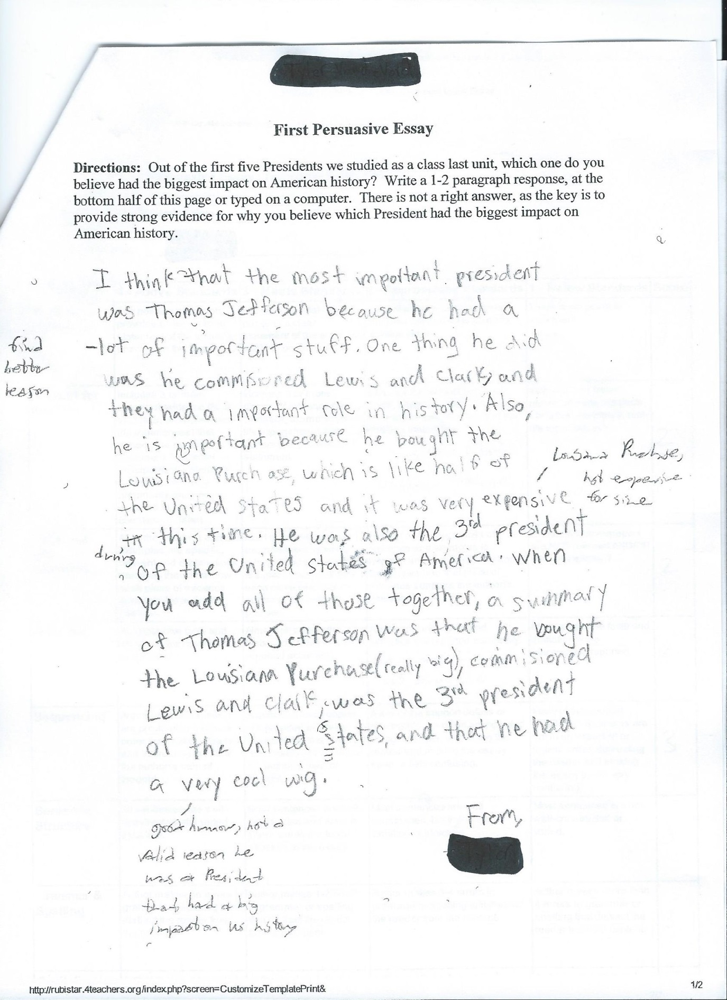 First Persuasive Essay
Directions: Out of the first five Presidents we studied as a class last unit, which one do you
believe had the biggest impact on American history? Write a 1-2 paragraph response, at the
bottom half of this page or typed on a computer. There is not a right answer, as the key is to
provide strong evidence for why you believe which President had the biggest impact on
American history.
I think that the most important president
was Thomas Jefferson because he had a
lot of important stuff. One thing he did
find
better
reason
was he commisioned Lewis and Clark, and
they had a important role in history. Also,
he is important because he bought the
Louisiana Purchase, which is like half of
the United States and it was very expensive
Louisiana Purchase,
not expensive
for size
in this time. He was also the 3rd president
during
of the United States of America. When
you add all of those together, a summary
of Thomas Jefferson was that he bought
the Louisiana Purchase (really big), commisioned
Lewis and Clark, was the 3rd president
of the United States, and that he had
a very cool wig.
good humor, not a
valid reason he
was a President
that had a big
impact on US history
From,
http://rubistar.4teachers.org/index.php?screen=CustomizeTemplatePrint&
1/2